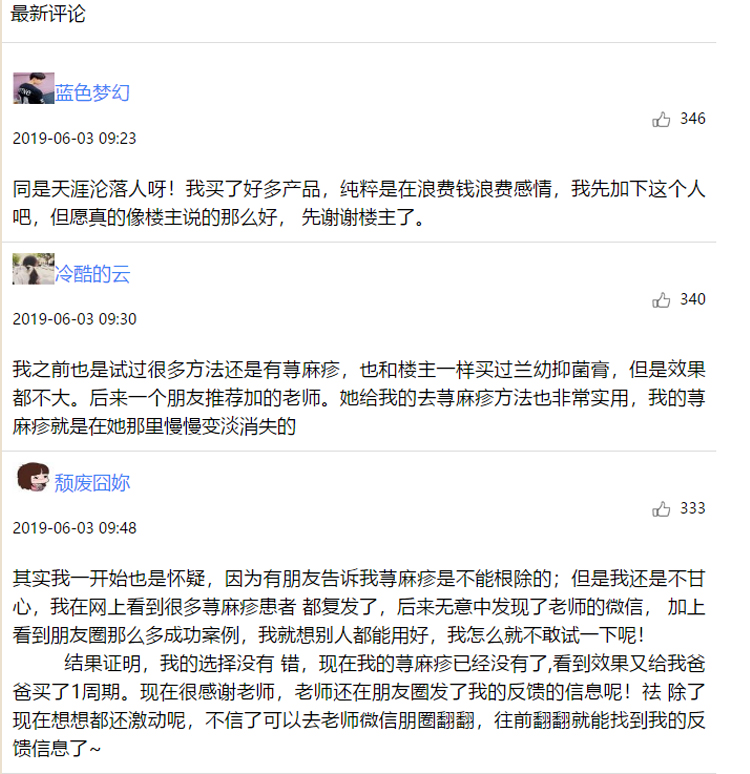 最新评论
蓝色梦幻
346
2019-06-03 09:23
同是天涯沦落人呀！我买了好多产品，纯粹是在浪费钱浪费感情，我先加下这个人
吧，但愿真的像楼主说的那么好， 先谢谢楼主了。
冷酷的云
340
2019-06-03 09:30
我之前也是试过很多方法还是有荨麻疹，也和楼主一样买过兰幼抑菌膏，但是效果
都不大。后来一个朋友推荐加的老师。她给我的去荨麻疹方法也非常实用，我的荨
麻疹就是在她那里慢慢变淡消失的
颓废囧妳
333
2019-06-03 09:48
其实我一开始也是怀疑，因为有朋友告诉我荨麻疹是不能根除的；但是我还是不甘
心，我在网上看到很多荨麻疹患者 都复发了，后来无意中发现了老师的微信， 加上
看到朋友圈那么多成功案例，我就想别人都能用好，我怎么就不敢试一下呢！
结果证明，我的选择没有 错，现在我的荨麻疹已经没有了,看到效果又给我爸
爸买了1周期。现在很感谢老师，老师还在朋友圈发了我的反馈的信息呢！祛 除了
现在想想都还激动呢，不信了可以去老师微信朋圈翻翻，往前翻翻就能找到我的反
馈信息了~